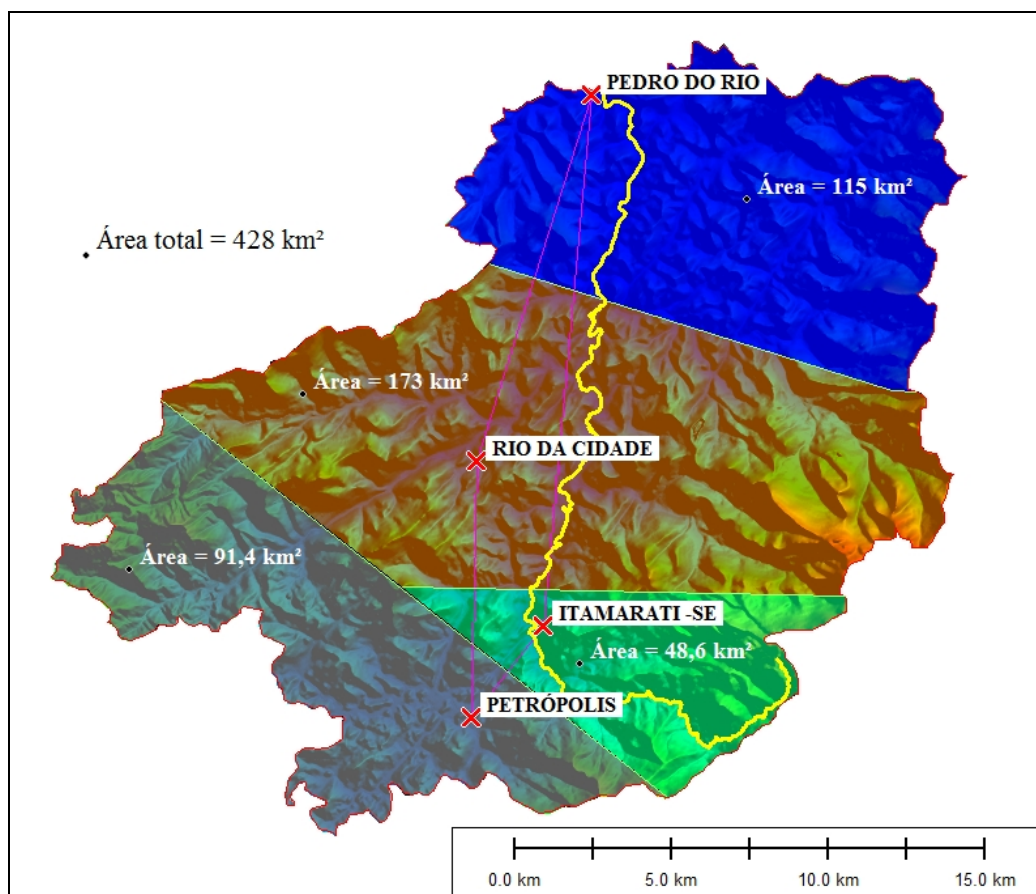 PEDRO DO RIO
Área = 115 km²
Área total = 428 km²
Área = 173 km²
RIO DA CIDADE
Área = 91,4 km²
ITAMARATI -SE
Área = 48,6 km²
PETRÓPOLIS
0.0 km 5.0 km 10.0 km 15.0 km